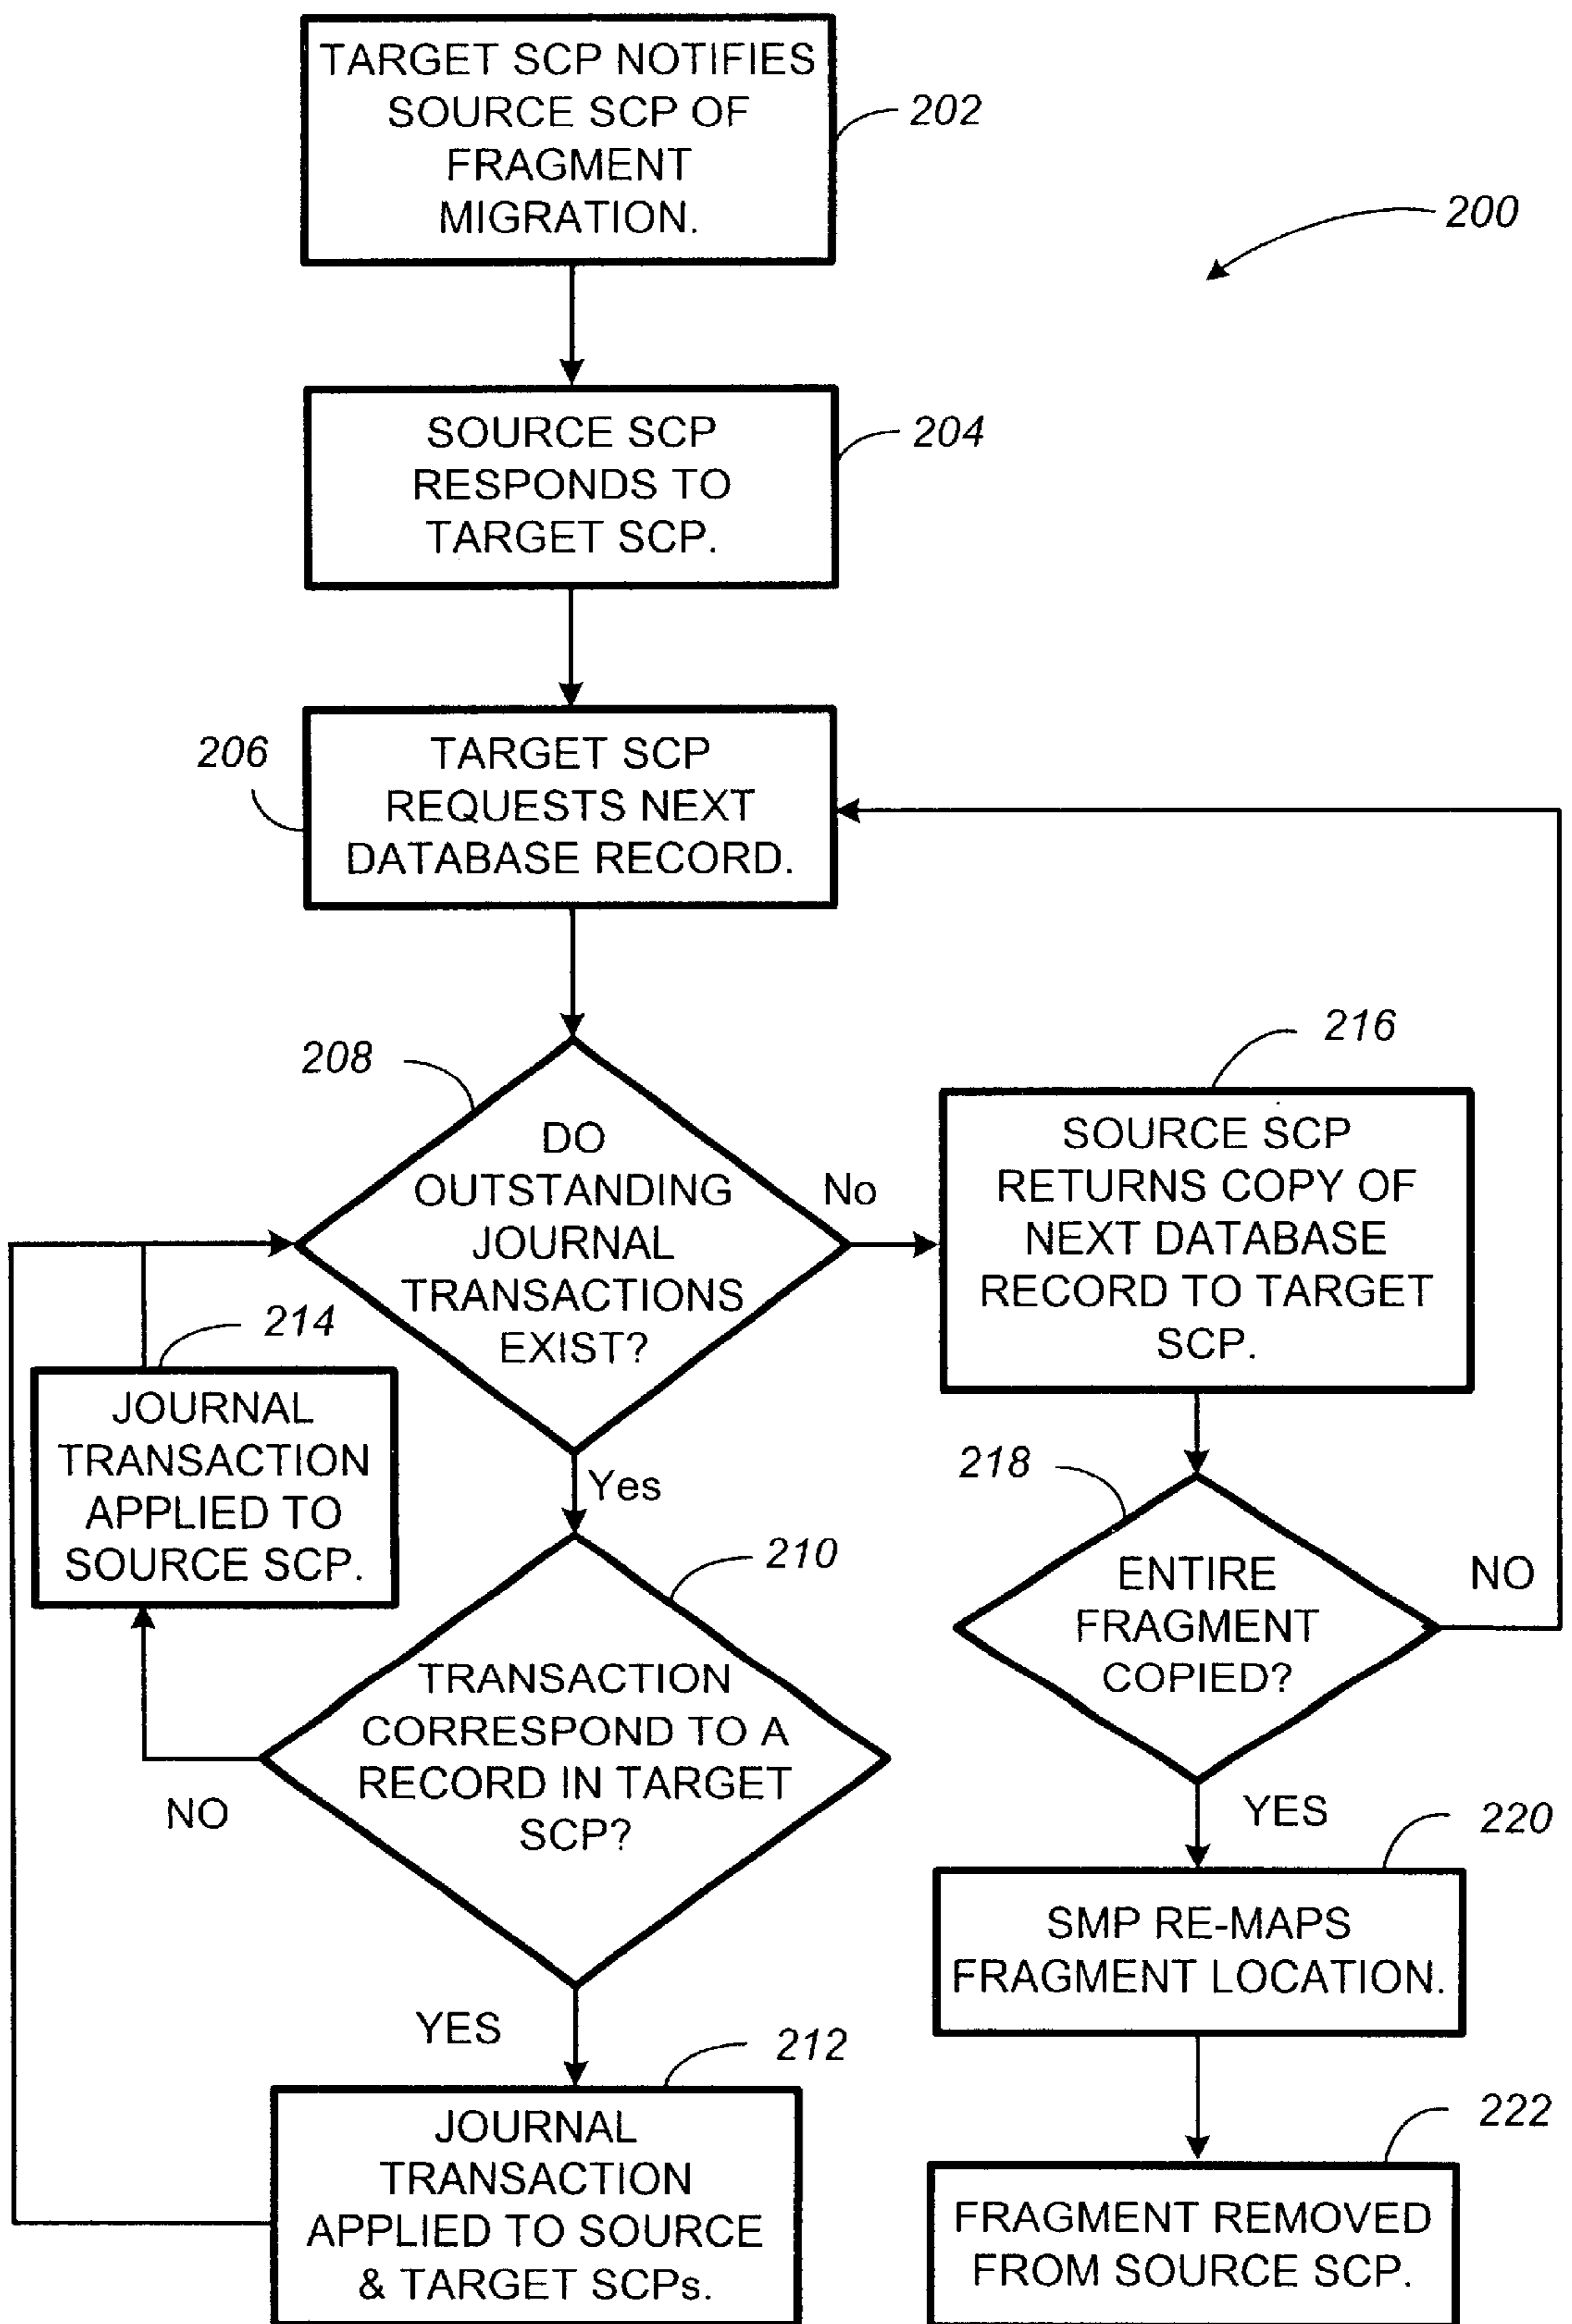 TARGET SCP NOTIFIES
SOURCE SCP OF
FRAGMENT
MIGRATION.
202
200
SOURCE SCP
RESPONDS TO
TARGET SCP.
204
206
TARGET SCP
REQUESTS NEXT
DATABASE RECORD.
208
DO
OUTSTANDING
JOURNAL
TRANSACTIONS
EXIST?
No
216
SOURCE SCP
RETURNS COPY OF
NEXT DATABASE
RECORD TO TARGET
SCP.
214
JOURNAL
TRANSACTION
APPLIED TO
SOURCE SCP.
Yes
210
TRANSACTION
CORRESPOND TO A
RECORD IN TARGET
SCP?
NO
218
ENTIRE
FRAGMENT
COPIED?
NO
YES
220
SMP RE-MAPS
FRAGMENT LOCATION.
YES
212
JOURNAL
TRANSACTION
APPLIED TO SOURCE
& TARGET SCPs.
222
FRAGMENT REMOVED
FROM SOURCE SCP.